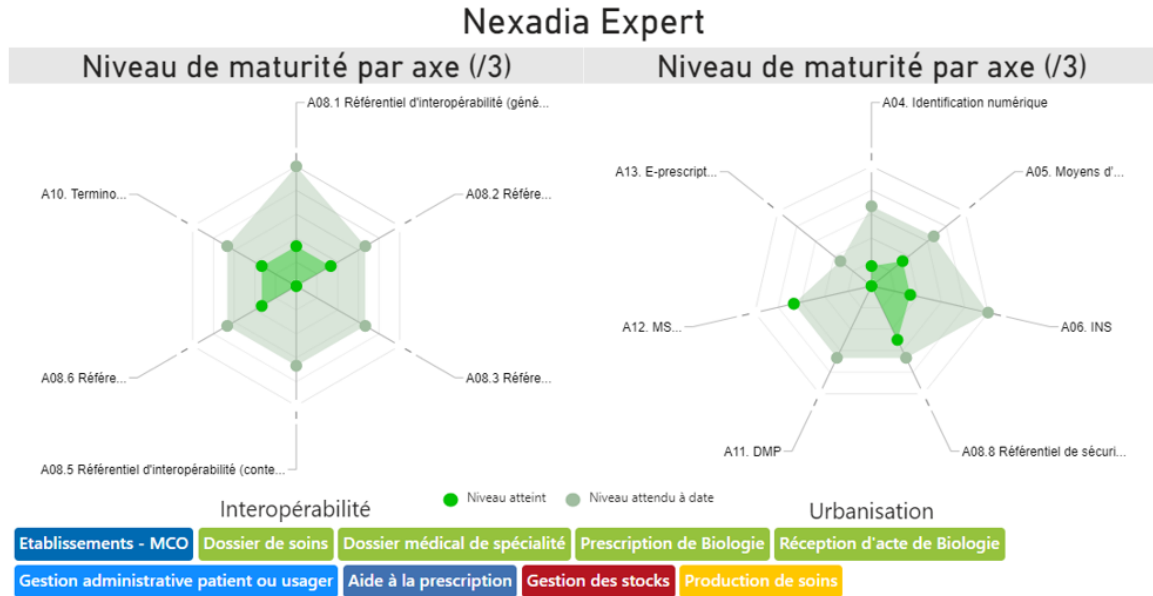 Nexadia Expert
Niveau de maturité par axe (/3)
Niveau de maturité par axe (/3)
A08.1 Référentiel d'interopérabilité (géné...
A10. Termino...
A08.2 Référe...
A08.6 Référe...
A08.3 Référe...
A08.5 Référentiel d'interopérabilité (conte...
A04. Identification numérique
A13. E-prescript...
A05. Moyens d'...
A12. MS...
A06. INS
A11. DMP
A08.8 Référentiel de sécuri...
Interopérabilité
Niveau atteint
Niveau attendu à date
Urbanisation
Etablissements - MCO
Dossier de soins
Dossier médical de spécialité
Prescription de Biologie
Réception d'acte de Biologie
Gestion administrative patient ou usager
Aide à la prescription
Gestion des stocks
Production de soins